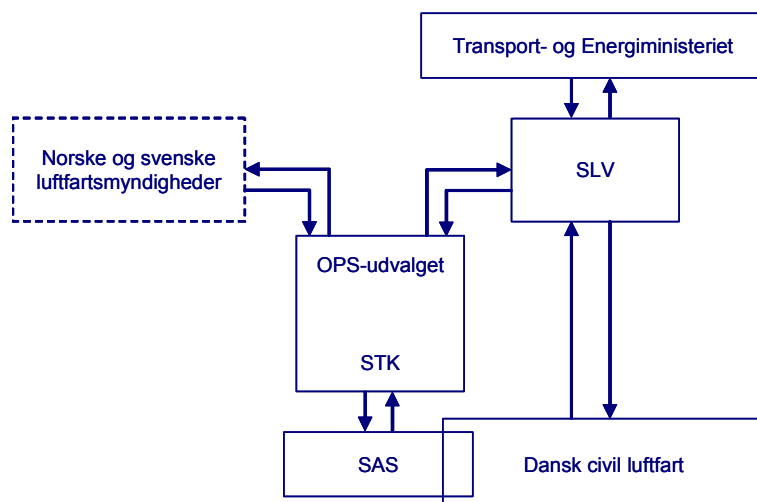 Transport- og Energiministeriet
Norske og svenske
luftfartsmyndigheder
SLV
OPS-udvalget
STK
SAS
Dansk civil luftfart